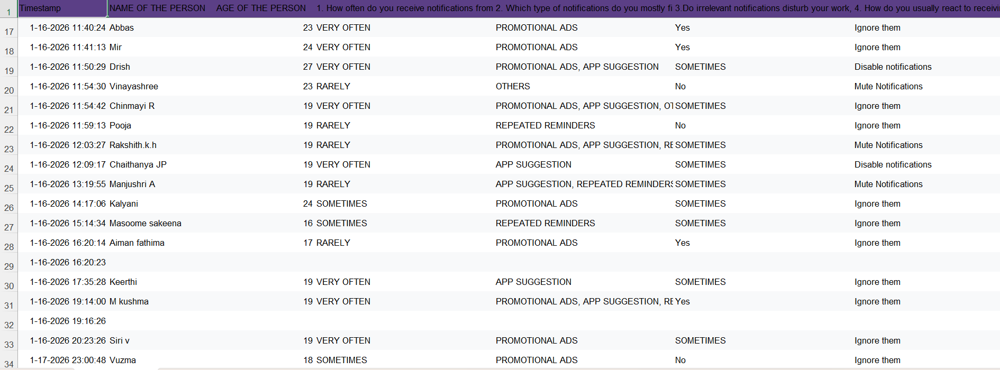 1 Timestamp NAME OF THE PERSON AGE OF THE PERSON 1. How often do you receive notifications from 2. Which type of notifications do you mostly fi 3.Do irrelevant notifications disturb your work, 4. How do you usually react to receivi
17 1-16-2026 11:40:24 Abbas 23 VERY OFTEN PROMOTIONAL ADS Yes Ignore them
18 1-16-2026 11:41:13 Mir 24 VERY OFTEN PROMOTIONAL ADS Yes Ignore them
19 1-16-2026 11:50:29 Drish 27 VERY OFTEN PROMOTIONAL ADS, APP SUGGESTION SOMETIMES Disable notifications
20 1-16-2026 11:54:30 Vinayashree 23 RARELY OTHERS No Mute Notifications
21 1-16-2026 11:54:42 Chinmayi R 19 VERY OFTEN PROMOTIONAL ADS, APP SUGGESTION, OT SOMETIMES Ignore them
22 1-16-2026 11:59:13 Pooja 19 RARELY REPEATED REMINDERS No Ignore them
23 1-16-2026 12:03:27 Rakshith.k.h 19 RARELY PROMOTIONAL ADS, APP SUGGESTION, RE SOMETIMES Mute Notifications
24 1-16-2026 12:09:17 Chaithanya JP 19 VERY OFTEN APP SUGGESTION SOMETIMES Disable notifications
25 1-16-2026 13:19:55 Manjushri A 19 RARELY APP SUGGESTION, REPEATED REMINDERS SOMETIMES Mute Notifications
26 1-16-2026 14:17:06 Kalyani 24 SOMETIMES PROMOTIONAL ADS SOMETIMES Ignore them
27 1-16-2026 15:14:34 Masoome sakeena 16 SOMETIMES REPEATED REMINDERS SOMETIMES Ignore them
28 1-16-2026 16:20:14 Aiman fathima 17 RARELY PROMOTIONAL ADS Yes Ignore them
29 1-16-2026 16:20:23
30 1-16-2026 17:35:28 Keerthi 19 VERY OFTEN APP SUGGESTION SOMETIMES Ignore them
31 1-16-2026 19:14:00 M kushma 19 VERY OFTEN PROMOTIONAL ADS, APP SUGGESTION, RE Yes Ignore them
32 1-16-2026 19:16:26
33 1-16-2026 20:23:26 Siri v 19 VERY OFTEN PROMOTIONAL ADS SOMETIMES Ignore them
34 1-17-2026 23:00:48 Vuzma 18 SOMETIMES PROMOTIONAL ADS No Ignore them